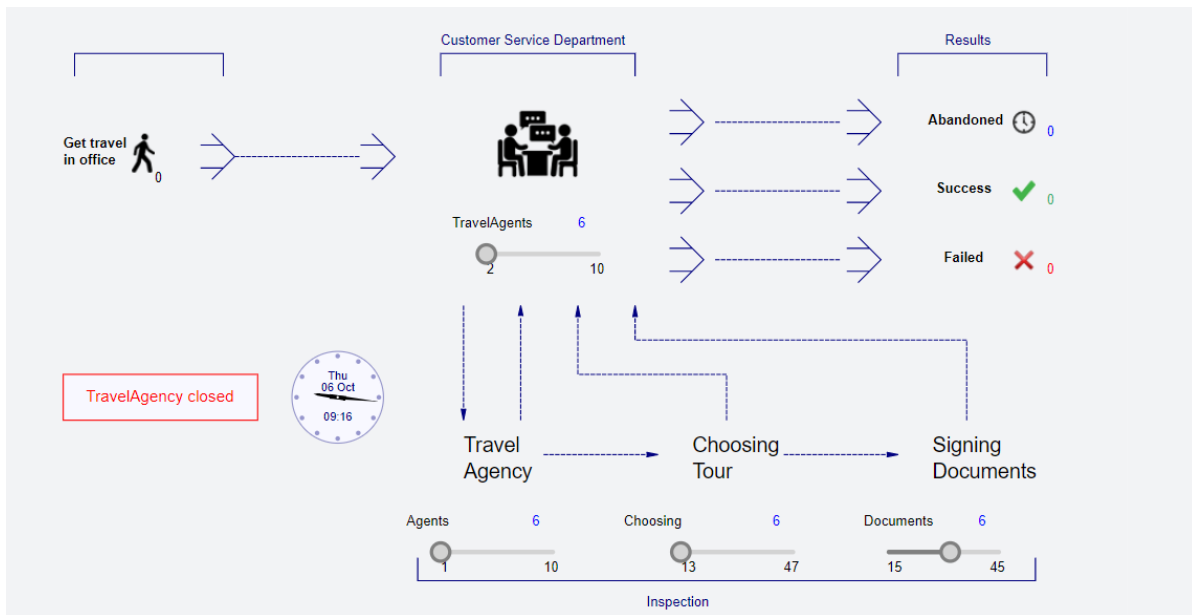 Customer Service Department
Results
Get travel
in office
0
Abandoned
0
Success
0
TravelAgents 6
2 10
Failed
0
TravelAgency closed
Thu
06 Oct
09:16
Travel
Agency
Choosing
Tour
Signing
Documents
Agents 6
1 10
Choosing 6
13 47
Documents 6
15 45
Inspection